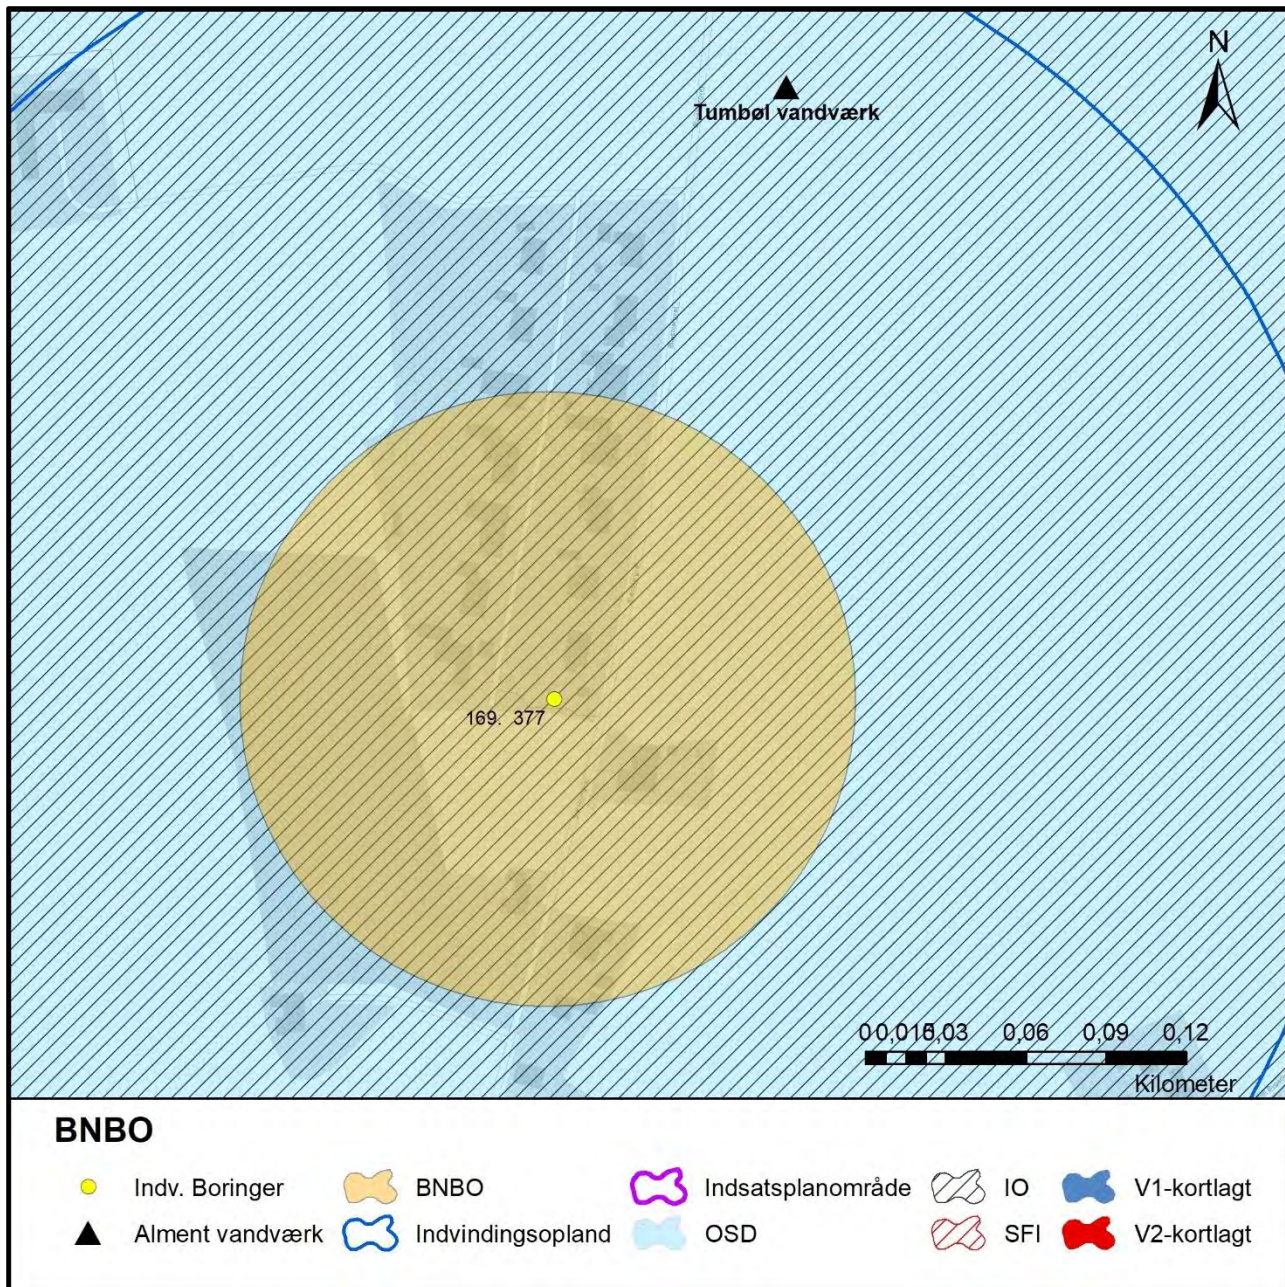 N
Tumbøl vandværk
169. 377
0 0,015 0,03 0,06 0,09 0,12
Kilometer
BNBO
Indv. Boringer
BNBO
Indsatsplanområde
IO
V1-kortlagt
Alment vandværk
Indvindingsopland
OSD
SFI
V2-kortlagt